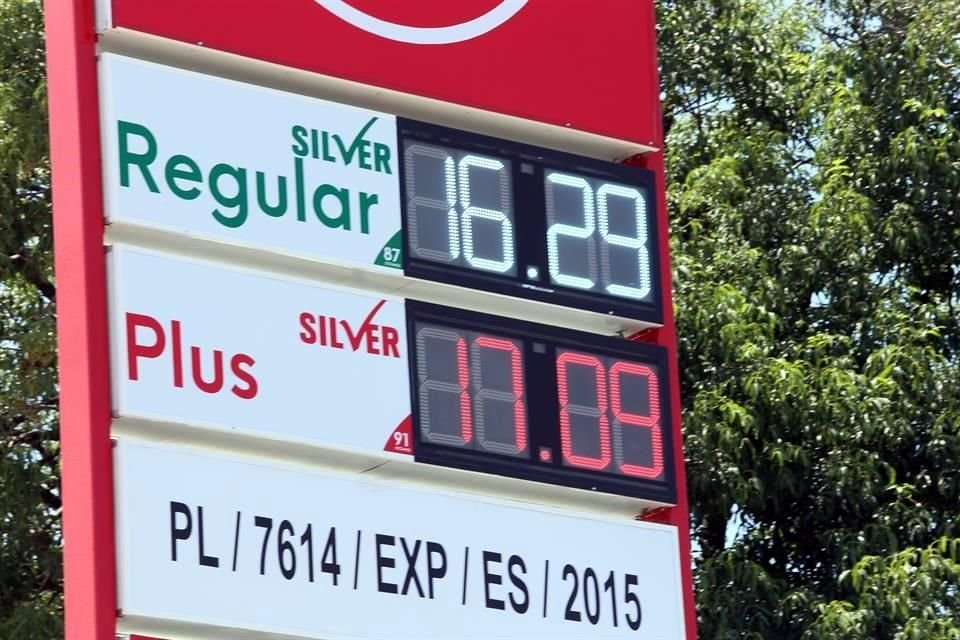 SILVER
Regular
87
16.29
SILVER
Plus
91
17.09
PL/7614/EXP/ES/2015